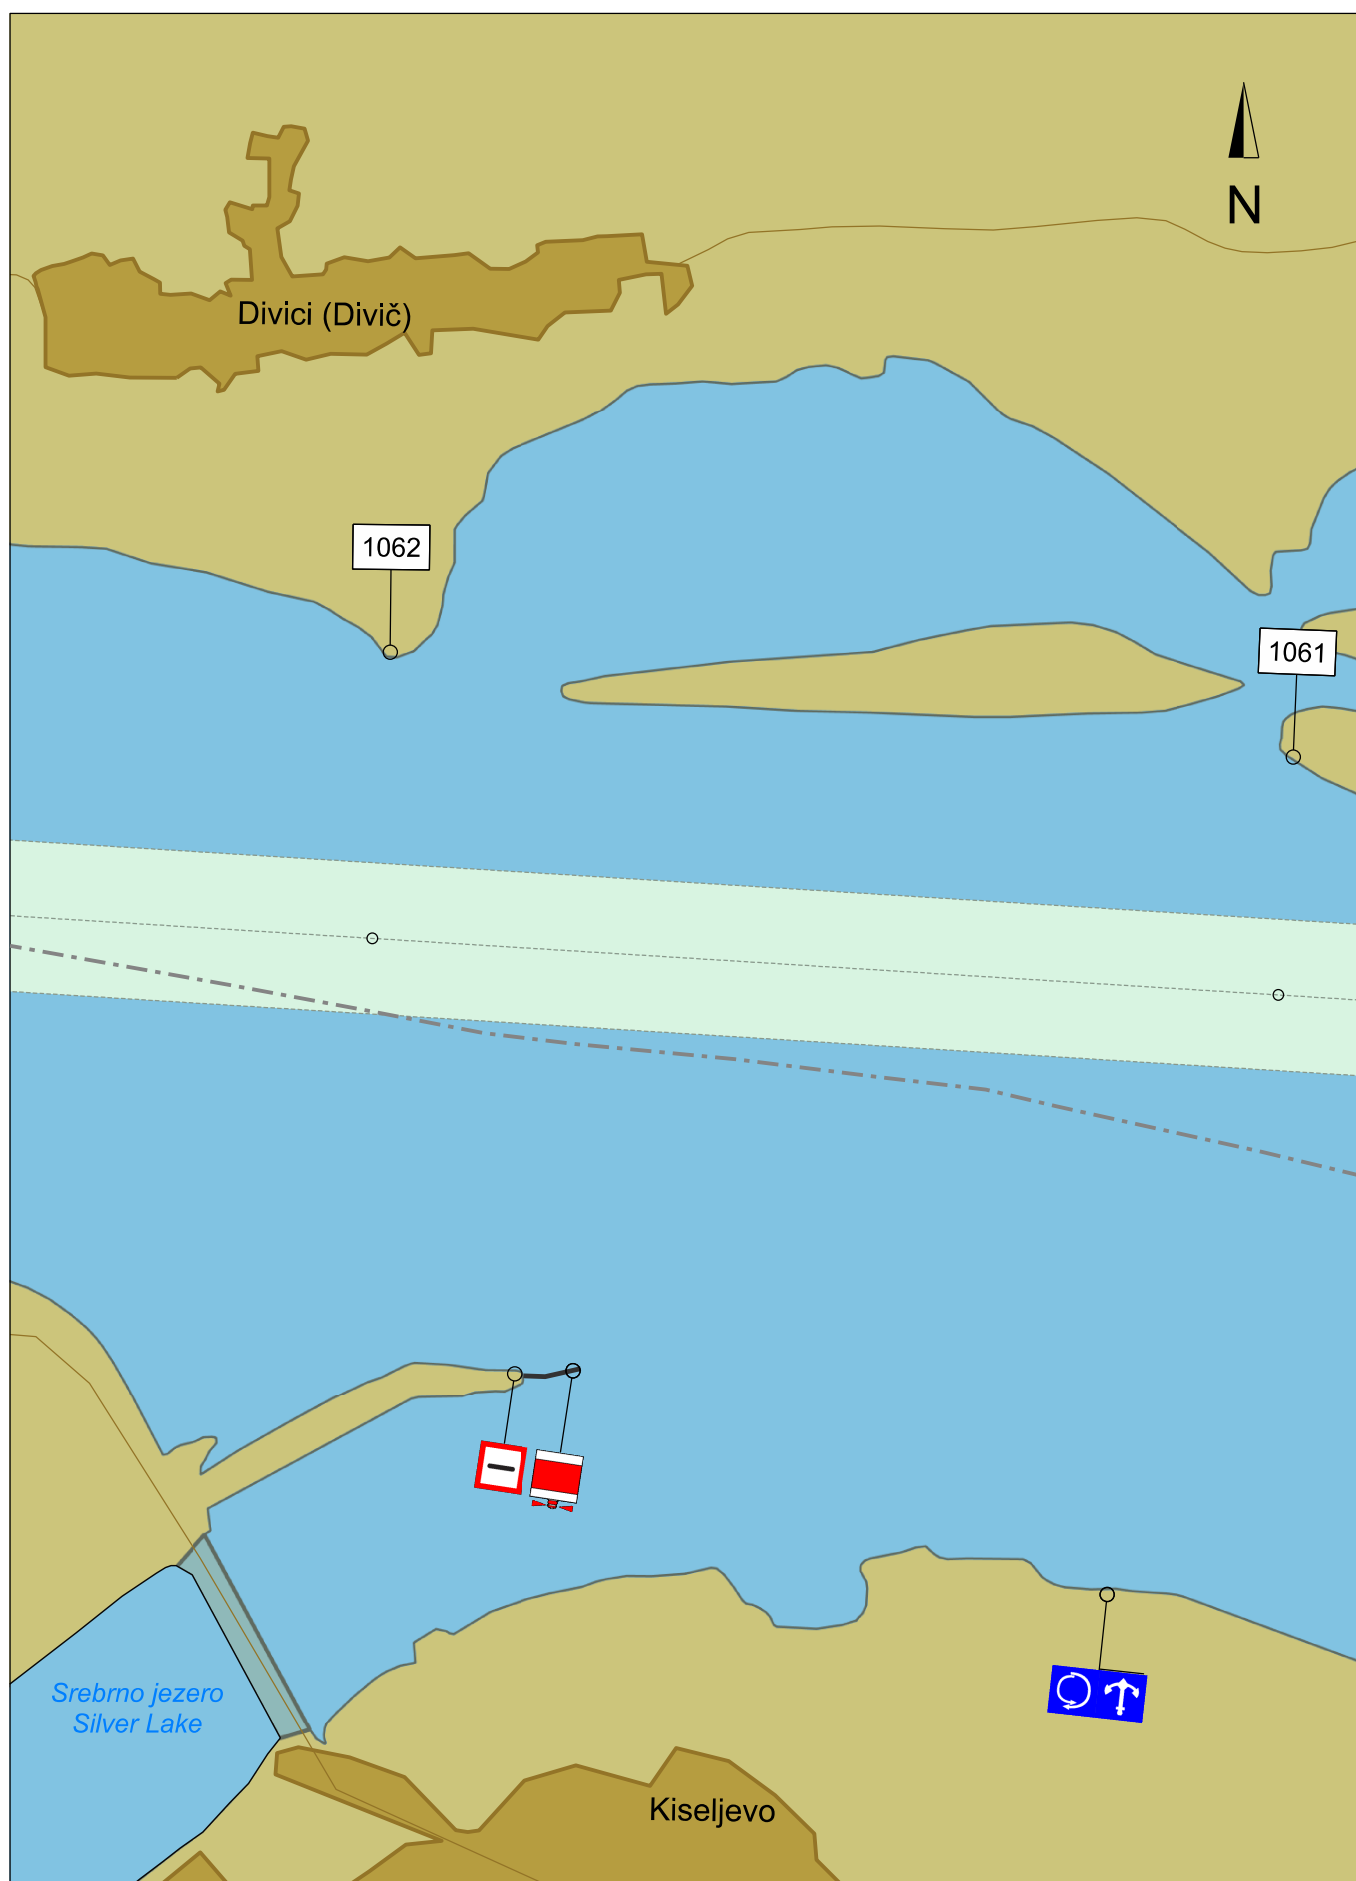 N
Divici (Divič)
1062
1061
Srebrno jezero
Silver Lake
Kiseljevo